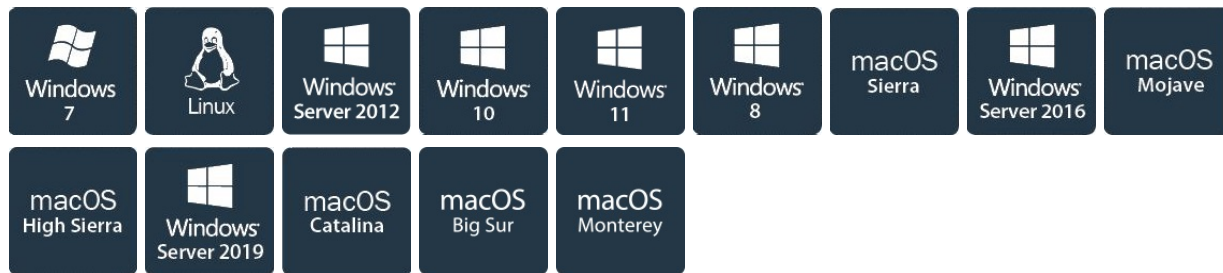 Windows
7
Linux
Windows
Server 2012
Windows
10
Windows
11
Windows
8
macOS
Sierra
Windows
Server 2016
macOS
Mojave
macOS
High Sierra
Windows
Server 2019
macOS
Catalina
macOS
Big Sur
macOS
Monterey